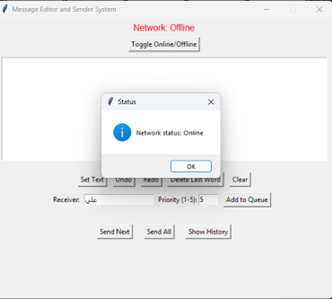 Message Editor and Sender System
Network: Offline
Toggle Online/Offline
Status
Network status: Online
OK
Set Text Undo Redo Delete Last Word Clear
Receiver: علي Priority (1-5): 5 Add to Queue
Send Next Send All Show History